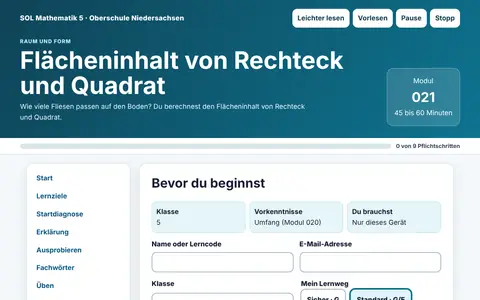 SOL Mathematik 5 · Oberschule Niedersachsen
Leichter lesen
Vorlesen
Pause
Stopp
RAUM UND FORM
Flächeninhalt von Rechteck
und Quadrat
Wie viele Fliesen passen auf den Boden? Du berechnest den Flächeninhalt von Rechteck
und Quadrat.
Modul
021
45 bis 60 Minuten
0 von 9 Pflichtschritten
Start
Lernziele
Startdiagnose
Erklärung
Ausprobieren
Fachwörter
Üben
Bevor du beginnst
Klasse
5
Vorkenntnisse
Umfang (Modul 020)
Du brauchst
Nur dieses Gerät
Name oder Lerncode
E-Mail-Adresse
Klasse
Mein Lernweg
Sicher · G
Standard · G/E